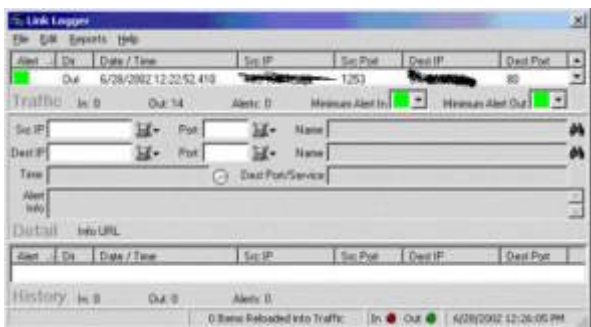 Link Logger
File Edit Reports Help
Alert Dir Date / Time Src IP Src Port Dest IP Dest Port
Out 6/28/2002 12:22:52.410 1253 80
Traffic In: 0 Out: 14 Alerts: 0 Minimum Alert In: Minimum Alert Out:
Src IP Port Name
Dest IP Port Name
Time Dest Port/Service
Alert
Info
Detail Info URL
Alert Dir Date / Time Src IP Src Port Dest IP Dest Port
History In: 0 Out: 0 Alerts: 0
0 Items Reloaded into Traffic In Out 6/28/2002 12:26:05 PM